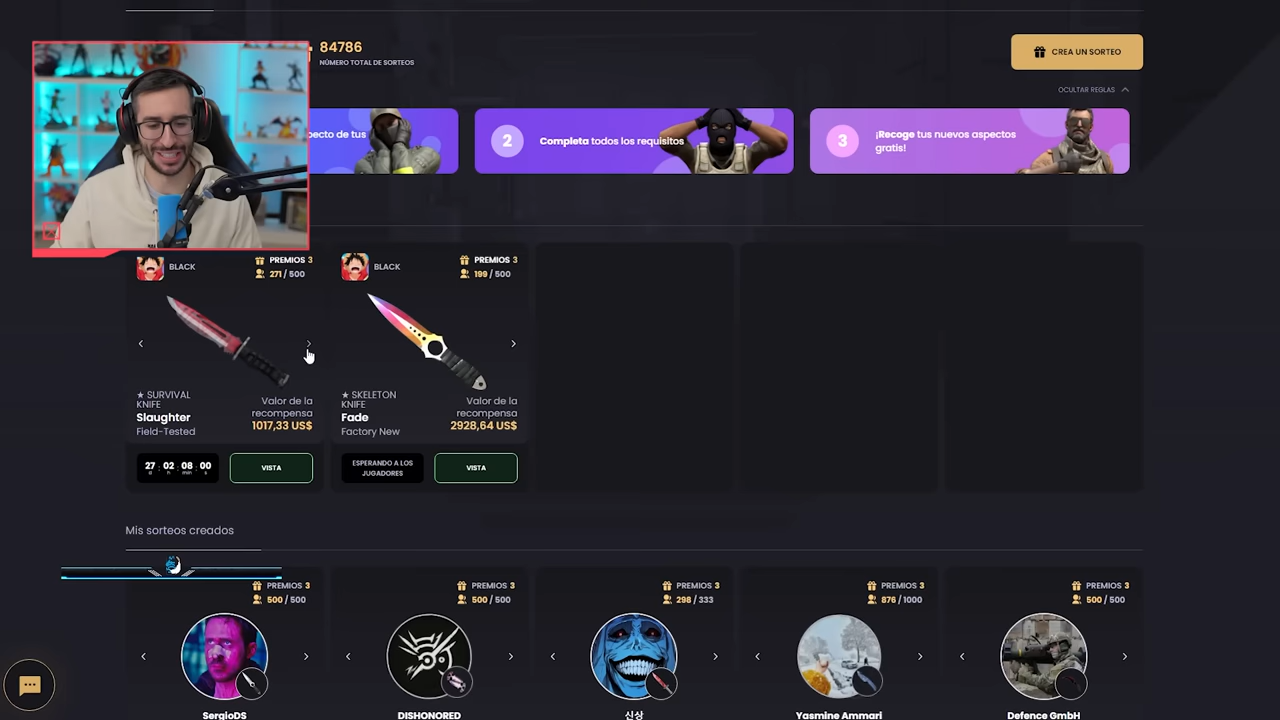 84786
NÚMERO TOTAL DE SORTEOS
CREA UN SORTEO
OCULTAR REGLAS
pecto de tus
2
Completa todos los requisitos
3
¡Recoge tus nuevos aspectos
gratis!
BLACK
PREMIOS 3
271 / 500
BLACK
PREMIOS 3
199 / 500
★ SURVIVAL
KNIFE
Slaughter
Field-Tested
Valor de la
recompensa
1017,33 US$
★ SKELETON
KNIFE
Fade
Factory New
Valor de la
recompensa
2928,64 US$
27 : 02 : 08 : 00
VISTA
ESPERANDO A LOS
JUGADORES
VISTA
Mis sorteos creados
PREMIOS 3
500 / 500
PREMIOS 3
500 / 500
PREMIOS 3
298 / 333
PREMIOS 3
876 / 1000
PREMIOS 3
500 / 500
SergioDS
DISHONORED
신상
Yasmine Ammari
Defence GmbH